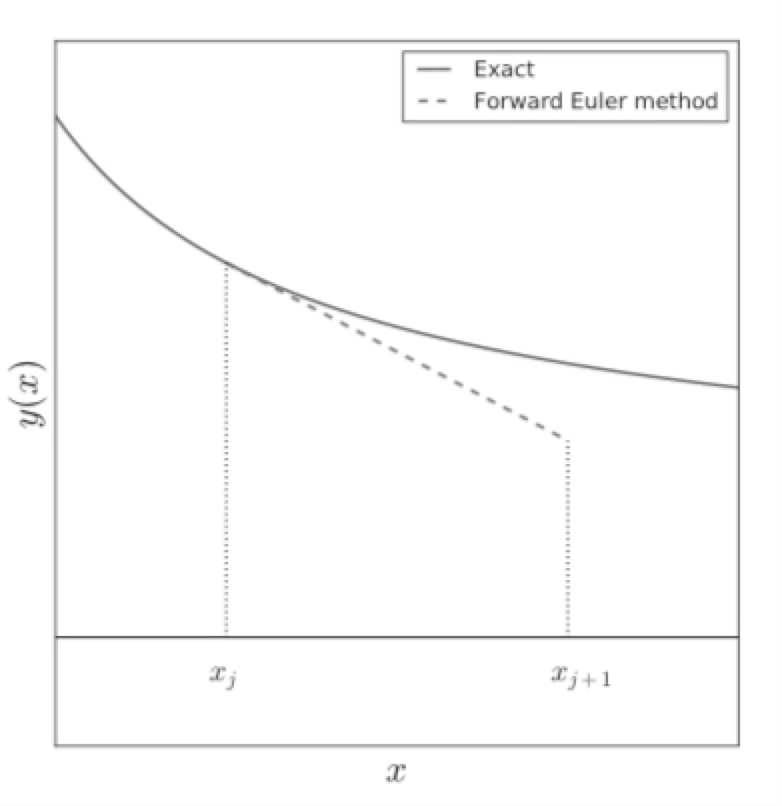 Exact
Forward Euler method
y(x)
x_j
x_{j+1}
x